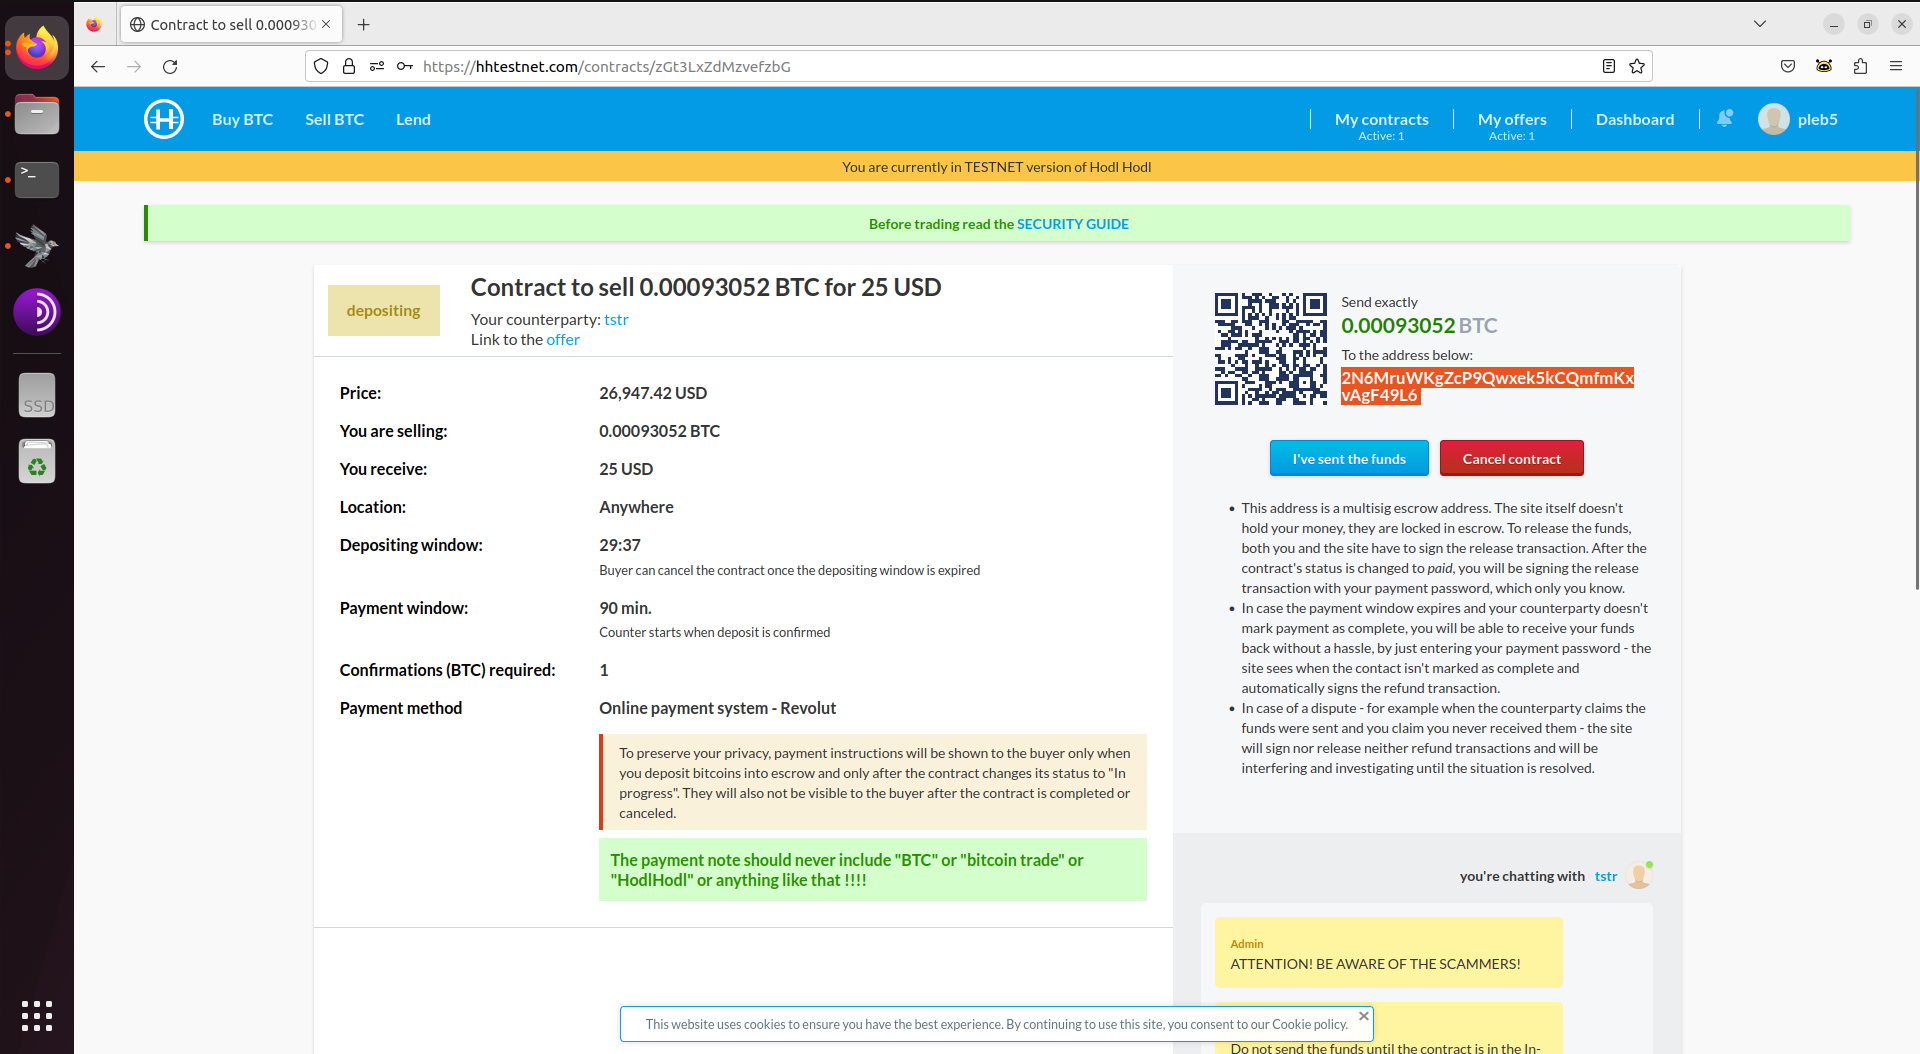 Contract to sell 0.00093052
https://hhtestnet.com/contracts/zGt3LxZdMzvefzbG
Buy BTC
Sell BTC
Lend
My contracts
Active: 1
My offers
Active: 1
Dashboard
pleb5
You are currently in TESTNET version of Hodl Hodl
Before trading read the SECURITY GUIDE
depositing
Contract to sell 0.00093052 BTC for 25 USD
Your counterparty: tstr
Link to the offer
Price: 26,947.42 USD
You are selling: 0.00093052 BTC
You receive: 25 USD
Location: Anywhere
Depositing window: 29:37
Buyer can cancel the contract once the depositing window is expired
Payment window: 90 min.
Counter starts when deposit is confirmed
Confirmations (BTC) required: 1
Payment method Online payment system - Revolut
To preserve your privacy, payment instructions will be shown to the buyer only when
you deposit bitcoins into escrow and only after the contract changes its status to "In
progress". They will also not be visible to the buyer after the contract is completed or
canceled.
The payment note should never include "BTC" or "bitcoin trade" or
"HodlHodl" or anything like that !!!!
Send exactly
0.00093052 BTC
To the address below:
2N6MruWKgZcP9Qwxek5kCQmfmKx
vAgF49L6
I've sent the funds
Cancel contract
• This address is a multisig escrow address. The site itself doesn't
hold your money, they are locked in escrow. To release the funds,
both you and the site have to sign the release transaction. After the
contract's status is changed to paid, you will be signing the release
transaction with your payment password, which only you know.
• In case the payment window expires and your counterparty doesn't
mark payment as complete, you will be able to receive your funds
back without a hassle, by just entering your payment password - the
site sees when the contact isn't marked as complete and
automatically signs the refund transaction.
• In case of a dispute - for example when the counterparty claims the
funds were sent and you claim you never received them - the site
will sign nor release neither refund transactions and will be
interfering and investigating until the situation is resolved.
you're chatting with tstr
Admin
ATTENTION! BE AWARE OF THE SCAMMERS!
Do not send the funds until the contract is in the In-
This website uses cookies to ensure you have the best experience. By continuing to use this site, you consent to our Cookie policy.
SSD